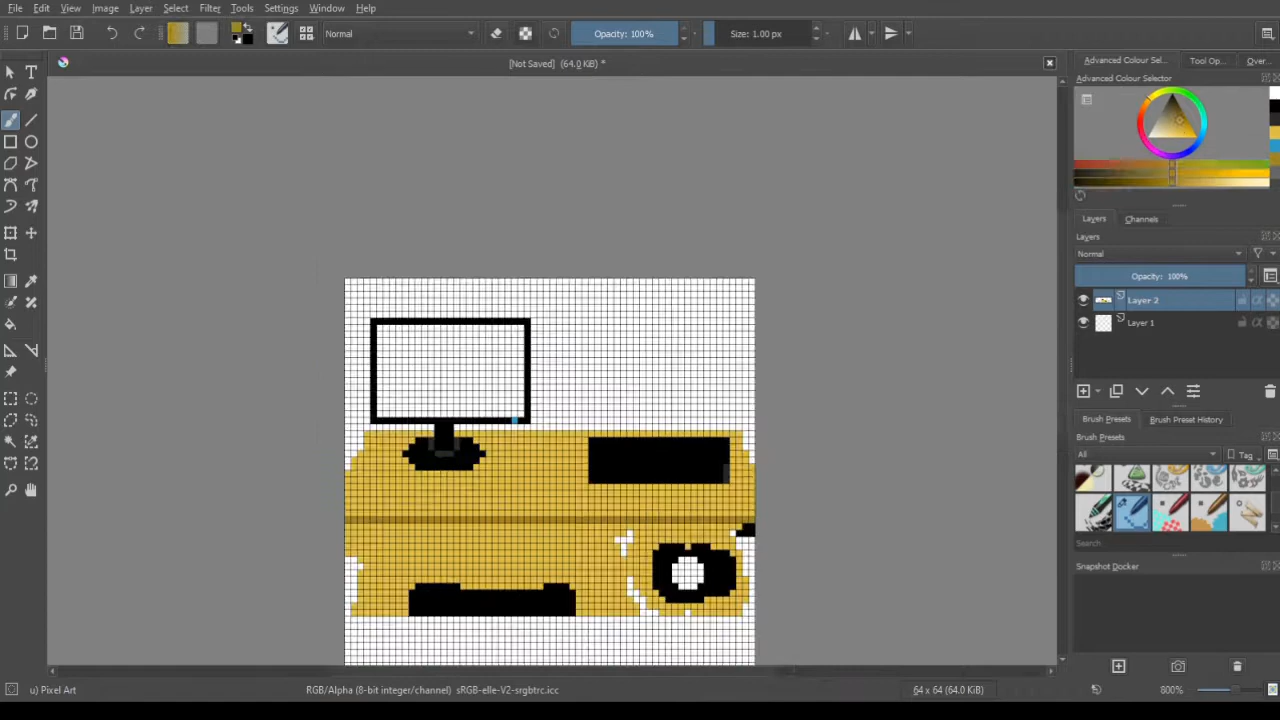 File Edit View Image Layer Select Filter Tools Settings Window Help
Normal Opacity: 100% Size: 1.00 px
[Not Saved] (64.0 KiB) *
Advanced Colour Sel... Tool Op... Over...
Advanced Colour Selector
Layers Channels
Layers
Normal
Opacity: 100%
Layer 2
Layer 1
Brush Presets Brush Preset History
Brush Presets
All Tag
Search
Snapshot Docker
u) Pixel Art RGB/Alpha (8-bit integer/channel) sRGB-elle-V2-srgbtrc.icc 64 x 64 (64.0 KiB) 800%